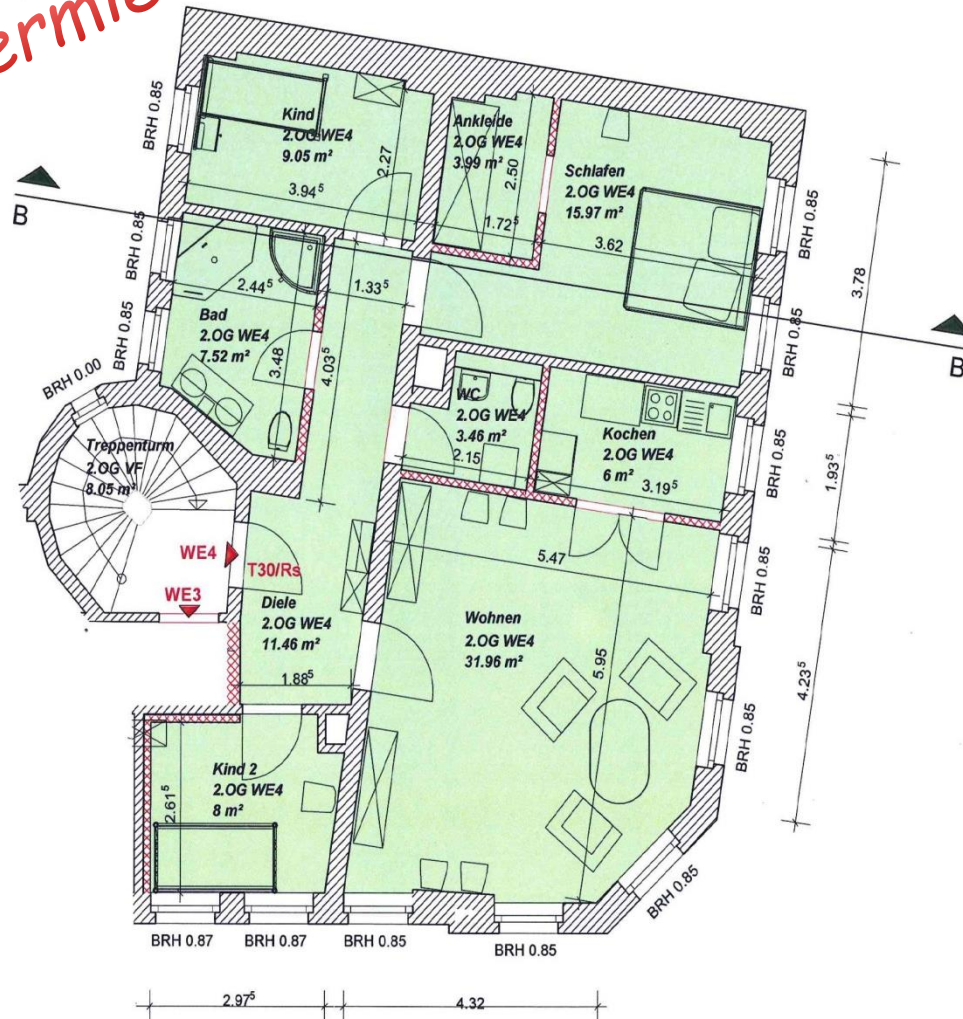 ermie
Kind
2.OG WE4
9.05 m²
BRH 0.85
3.94⁵
2.27
Ankleide
2.OG WE4
3.99 m²
2.50
1.72⁵
Schlafen
2.OG WE4
15.97 m²
3.62
BRH 0.85
BRH 0.85
3.78
B
B
BRH 0.85
BRH 0.85
2.44⁵
Bad
2.OG WE4
7.52 m²
3.48
1.33⁵
4.03⁵
BRH 0.00
Treppenturm
2.OG VF
8.05 m²
WC
2.OG WE4
3.46 m²
2.15
Kochen
2.OG WE4
6 m²
3.19⁵
BRH 0.85
1.93⁵
WE4
T30/Rs
WE3
Diele
2.OG WE4
11.46 m²
1.88⁵
5.47
Wohnen
2.OG WE4
31.96 m²
5.95
BRH 0.85
BRH 0.85
4.23⁵
Kind 2
2.OG WE4
8 m²
2.61⁵
BRH 0.87
BRH 0.87
BRH 0.85
BRH 0.85
BRH 0.85
2.97⁵
4.32